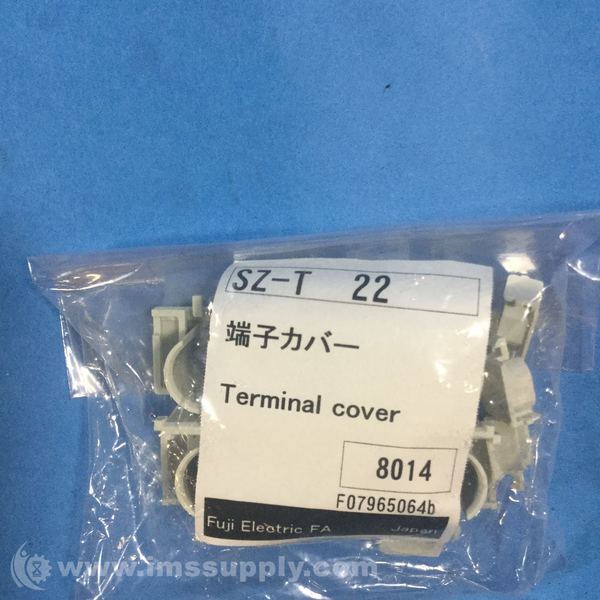 SZ-T 22
端子カバー
Terminal cover
8014
F07965064b
Fuji Electric FA Japan
www.imssupply.com